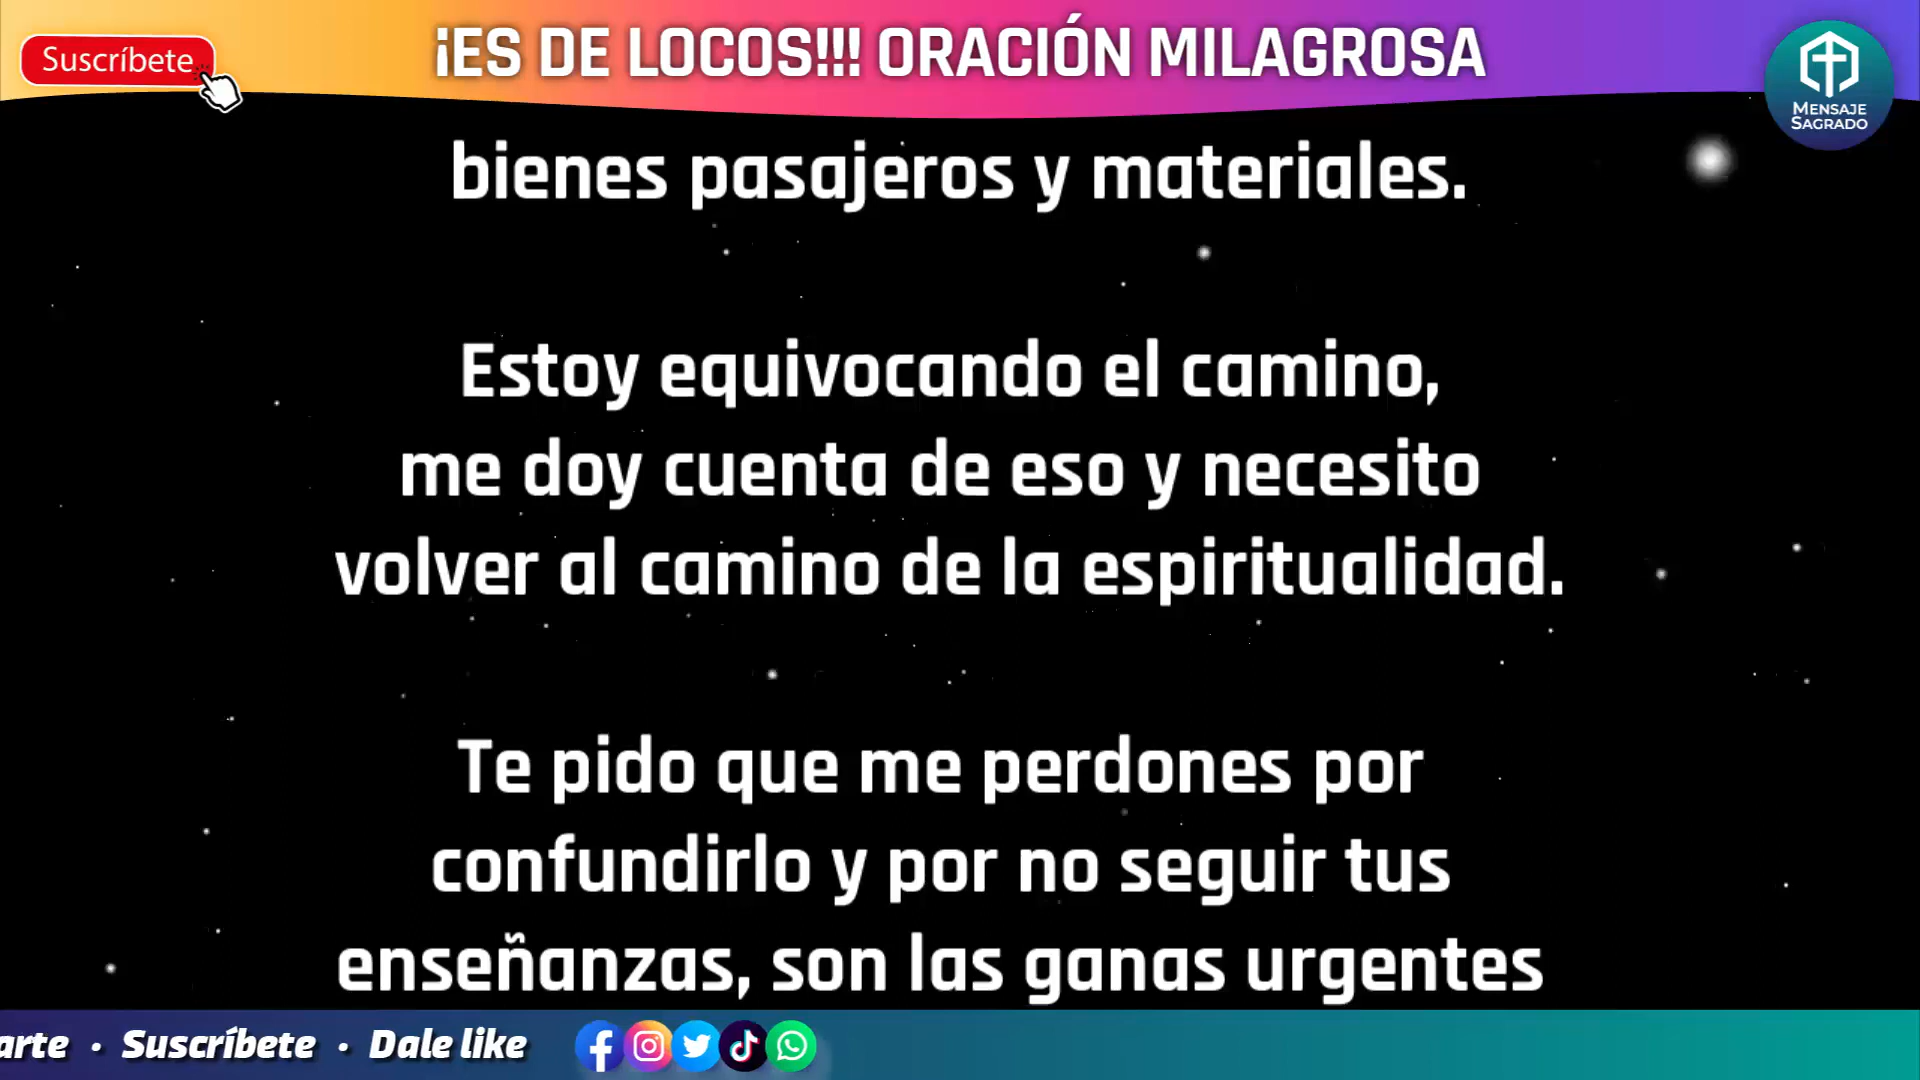 Suscríbete
¡ES DE LOCOS!!! ORACIÓN MILAGROSA
MENSAJE
SAGRADO
bienes pasajeros y materiales.
Estoy equivocando el camino,
me doy cuenta de eso y necesito
volver al camino de la espiritualidad.
Te pido que me perdones por
confundirlo y por no seguir tus
enseñanzas, son las ganas urgentes
arte · Suscríbete · Dale like